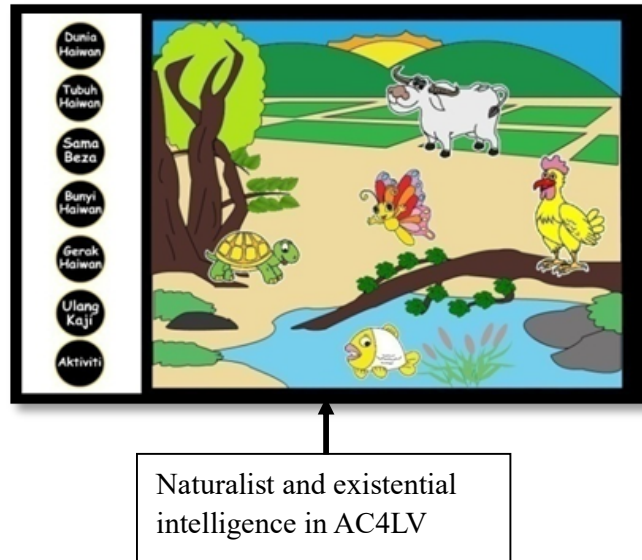 Dunia
Haiwan
Tubuh
Haiwan
Sama
Beza
Bunyi
Haiwan
Gerak
Haiwan
Ulang
Kaji
Aktiviti
Naturalist and existential
intelligence in AC4LV